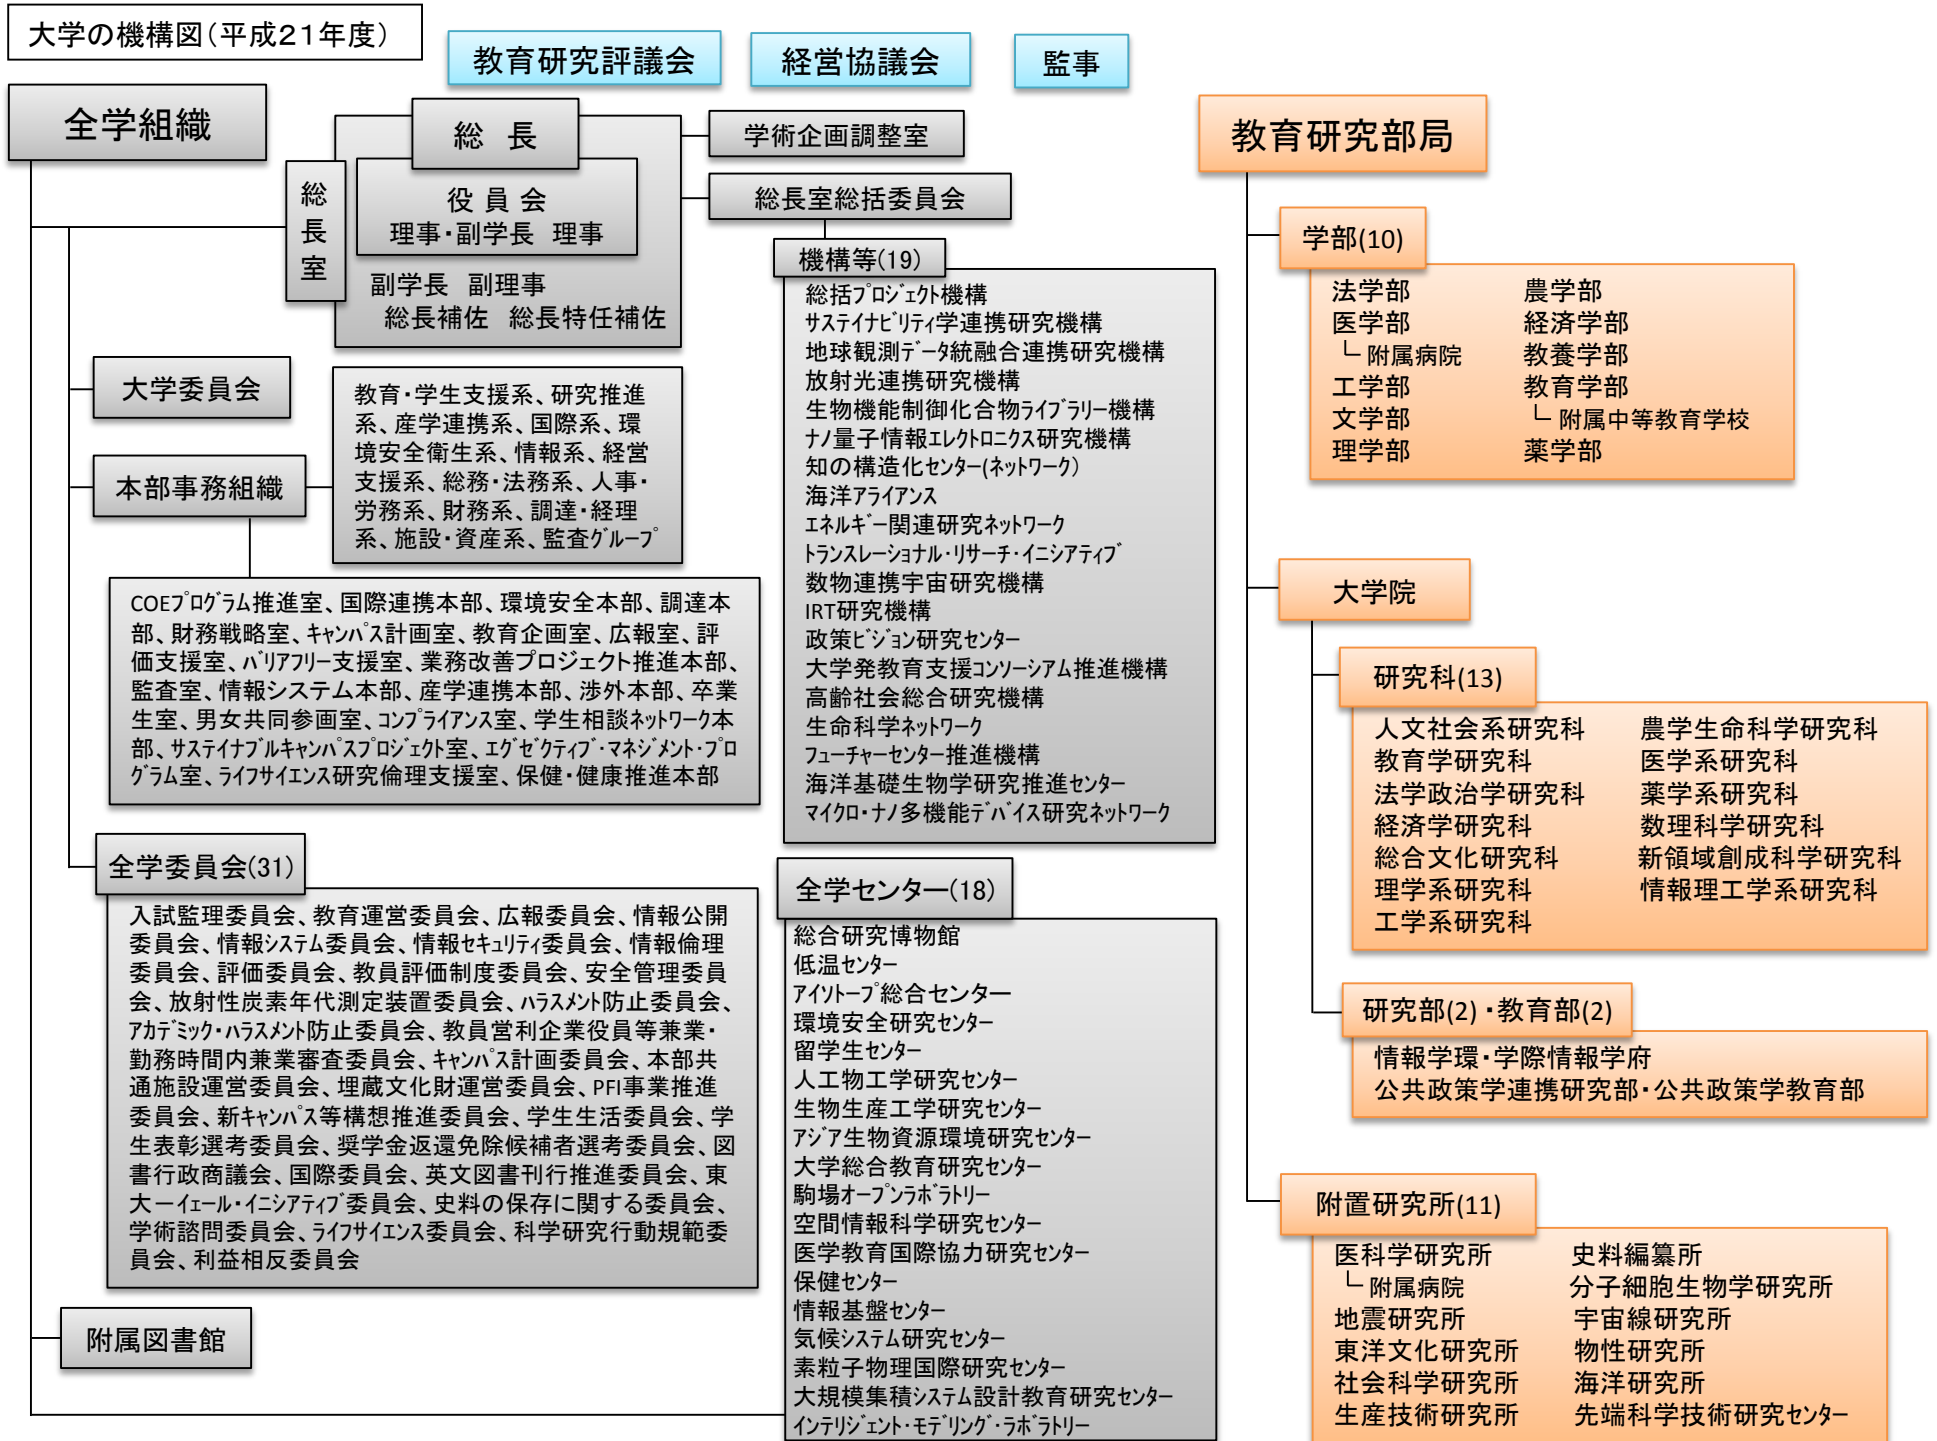 大学の機構図(平成21年度)
教育研究評議会
経営協議会
監事
全学組織
総長室
総 長
役 員 会
理事・副学長 理事
副学長 副理事
総長補佐 総長特任補佐
学術企画調整室
総長室総括委員会
機構等(19)
総括プロジェクト機構
サステイナビリティ学連携研究機構
地球観測データ統融合連携研究機構
放射光連携研究機構
生物機能制御化合物ライブラリー機構
ナノ量子情報エレクトロニクス研究機構
知の構造化センター(ネットワーク)
海洋アライアンス
エネルギー関連研究ネットワーク
トランスレーショナル・リサーチ・イニシアティブ
数物連携宇宙研究機構
IRT研究機構
政策ビジョン研究センター
大学発教育支援コンソーシアム推進機構
高齢社会総合研究機構
生命科学ネットワーク
フューチャーセンター推進機構
海洋基礎生物学研究推進センター
マイクロ・ナノ多機能デバイス研究ネットワーク
大学委員会
本部事務組織
教育・学生支援系、研究推進
系、産学連携系、国際系、環
境安全衛生系、情報系、経営
支援系、総務・法務系、人事・
労務系、財務系、調達・経理
系、施設・資産系、監査グループ
COEプログラム推進室、国際連携本部、環境安全本部、調達本
部、財務戦略室、キャンパス計画室、教育企画室、広報室、評
価支援室、バリアフリー支援室、業務改善プロジェクト推進本部、
監査室、情報システム本部、産学連携本部、渉外本部、卒業
生室、男女共同参画室、コンプライアンス室、学生相談ネットワーク本
部、サステイナブルキャンパスプロジェクト室、エグゼクティブ・マネジメント・プロ
グラム室、ライフサイエンス研究倫理支援室、保健・健康推進本部
全学委員会(31)
入試監理委員会、教育運営委員会、広報委員会、情報公開
委員会、情報システム委員会、情報セキュリティ委員会、情報倫理
委員会、評価委員会、教員評価制度委員会、安全管理委員
会、放射性炭素年代測定装置委員会、ハラスメント防止委員会、
アカデミック・ハラスメント防止委員会、教員営利企業役員等兼業・
勤務時間内兼業審査委員会、キャンパス計画委員会、本部共
通施設運営委員会、埋蔵文化財運営委員会、PFI事業推進
委員会、新キャンパス等構想推進委員会、学生生活委員会、学
生表彰選考委員会、奨学金返還免除候補者選考委員会、図
書行政商議会、国際委員会、英文図書刊行推進委員会、東
大ーイェール・イニシアティブ委員会、史料の保存に関する委員会、
学術諮問委員会、ライフサイエンス委員会、科学研究行動規範委
員会、利益相反委員会
附属図書館
全学センター(18)
総合研究博物館
低温センター
アイソトープ総合センター
環境安全研究センター
留学生センター
人工物工学研究センター
生物生産工学研究センター
アジア生物資源環境研究センター
大学総合教育研究センター
駒場オープンラボラトリー
空間情報科学研究センター
医学教育国際協力研究センター
保健センター
情報基盤センター
気候システム研究センター
素粒子物理国際研究センター
大規模集積システム設計教育研究センター
インテリジェント・モデリング・ラボラトリー
教育研究部局
学部(10)
法学部
医学部
附属病院
工学部
文学部
理学部
農学部
経済学部
教養学部
教育学部
附属中等教育学校
薬学部
大学院
研究科(13)
人文社会系研究科
教育学研究科
法学政治学研究科
経済学研究科
総合文化研究科
理学系研究科
工学系研究科
農学生命科学研究科
医学系研究科
薬学系研究科
数理科学研究科
新領域創成科学研究科
情報理工学系研究科
研究部(2)・教育部(2)
情報学環・学際情報学府
公共政策学連携研究部・公共政策学教育部
附置研究所(11)
医科学研究所
附属病院
地震研究所
東洋文化研究所
社会科学研究所
生産技術研究所
史料編纂所
分子細胞生物学研究所
宇宙線研究所
物性研究所
海洋研究所
先端科学技術研究センター